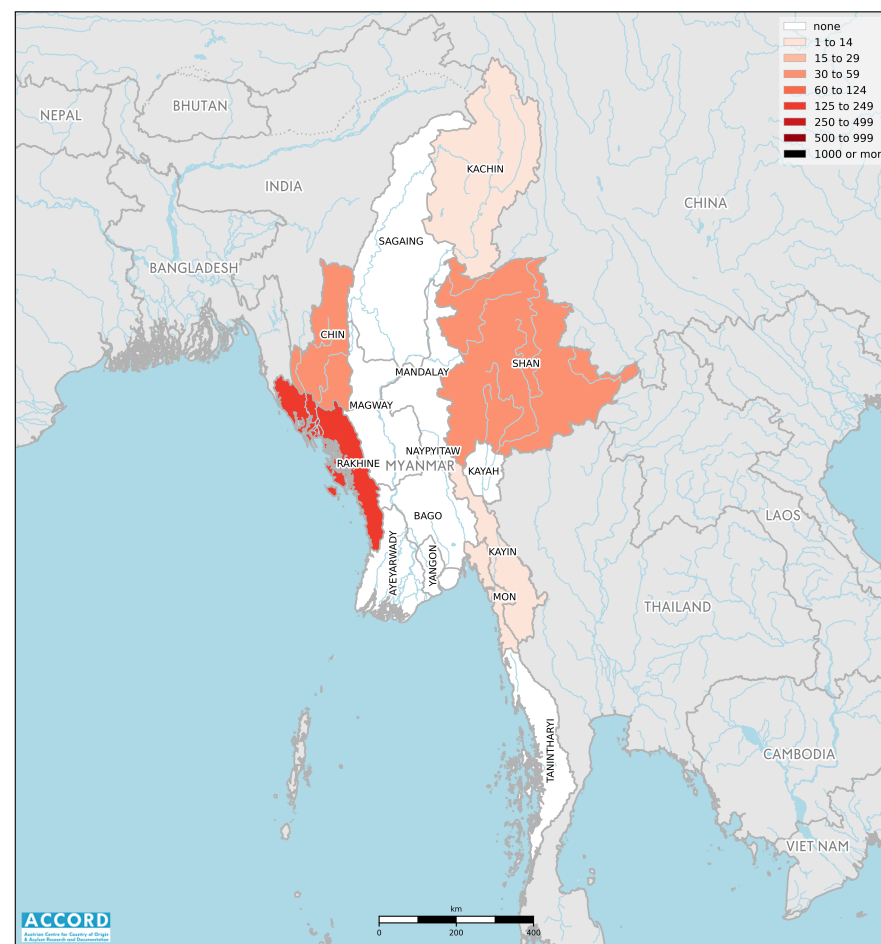 none
1 to 14
15 to 29
30 to 59
60 to 124
125 to 249
250 to 499
500 to 999
1000 or mor
NEPAL
BHUTAN
INDIA
CHINA
BANGLADESH
KACHIN
SAGAING
CHIN
SHAN
MANDALAY
MAGWAY
NAYPYITAW
RAKHINE
MYANMAR
KAYAH
BAGO
LAOS
AYEYARWADY
YANGON
KAYIN
MON
THAILAND
TANINTHARYI
CAMBODIA
VIET NAM
ACCORD
Austrian Centre for Country of Origin
& Asylum Research and Documentation
km
0 200 400